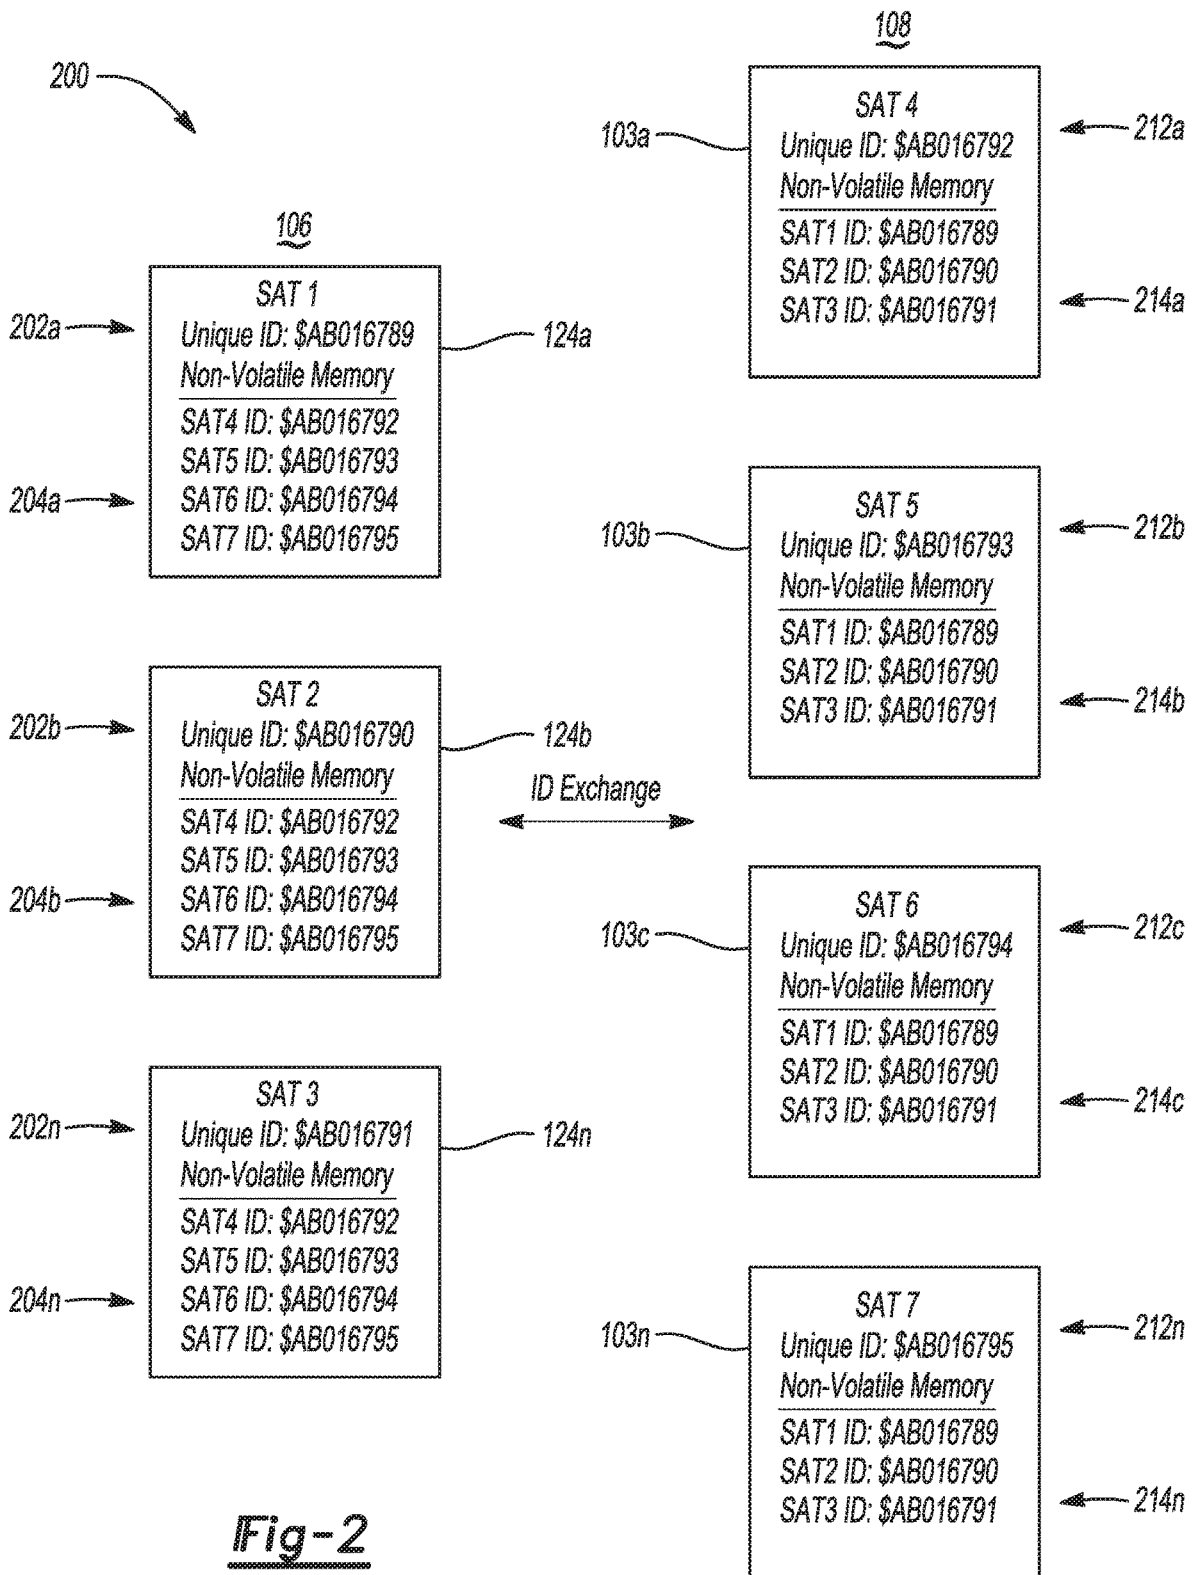 108
200
SAT 4
103a
212a
Unique ID: $AB016792
Non-Volatile Memory
SAT1 ID: $AB016789
SAT2 ID: $AB016790
SAT3 ID: $AB016791
214a
106
SAT 1
202a
Unique ID: $AB016789
124a
Non-Volatile Memory
SAT4 ID: $AB016792
SAT5 ID: $AB016793
204a
SAT6 ID: $AB016794
SAT7 ID: $AB016795
SAT 5
103b
212b
Unique ID: $AB016793
Non-Volatile Memory
SAT1 ID: $AB016789
SAT2 ID: $AB016790
SAT3 ID: $AB016791
214b
SAT 2
202b
Unique ID: $AB016790
124b
Non-Volatile Memory
SAT4 ID: $AB016792
SAT5 ID: $AB016793
204b
SAT6 ID: $AB016794
SAT7 ID: $AB016795
ID Exchange
SAT 6
103c
212c
Unique ID: $AB016794
Non-Volatile Memory
SAT1 ID: $AB016789
SAT2 ID: $AB016790
SAT3 ID: $AB016791
214c
SAT 3
202n
Unique ID: $AB016791
124n
Non-Volatile Memory
SAT4 ID: $AB016792
SAT5 ID: $AB016793
204n
SAT6 ID: $AB016794
SAT7 ID: $AB016795
SAT 7
103n
212n
Unique ID: $AB016795
Non-Volatile Memory
SAT1 ID: $AB016789
SAT2 ID: $AB016790
SAT3 ID: $AB016791
214n
Fig-2